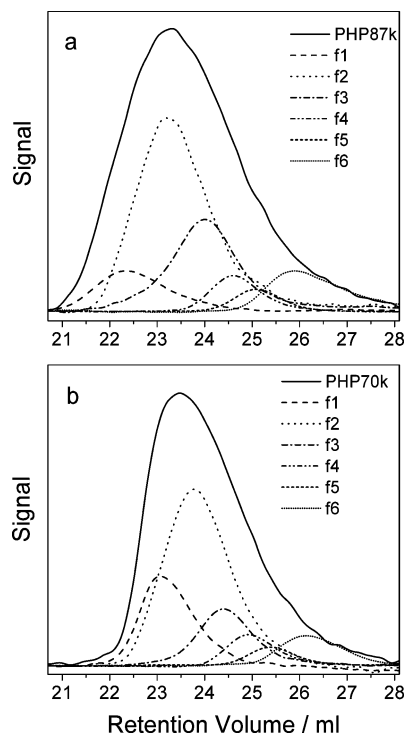 a
PHP87k
f1
f2
f3
f4
f5
f6
Signal
21 22 23 24 25 26 27 28
b
PHP70k
f1
f2
f3
f4
f5
f6
Signal
21 22 23 24 25 26 27 28
Retention Volume / ml